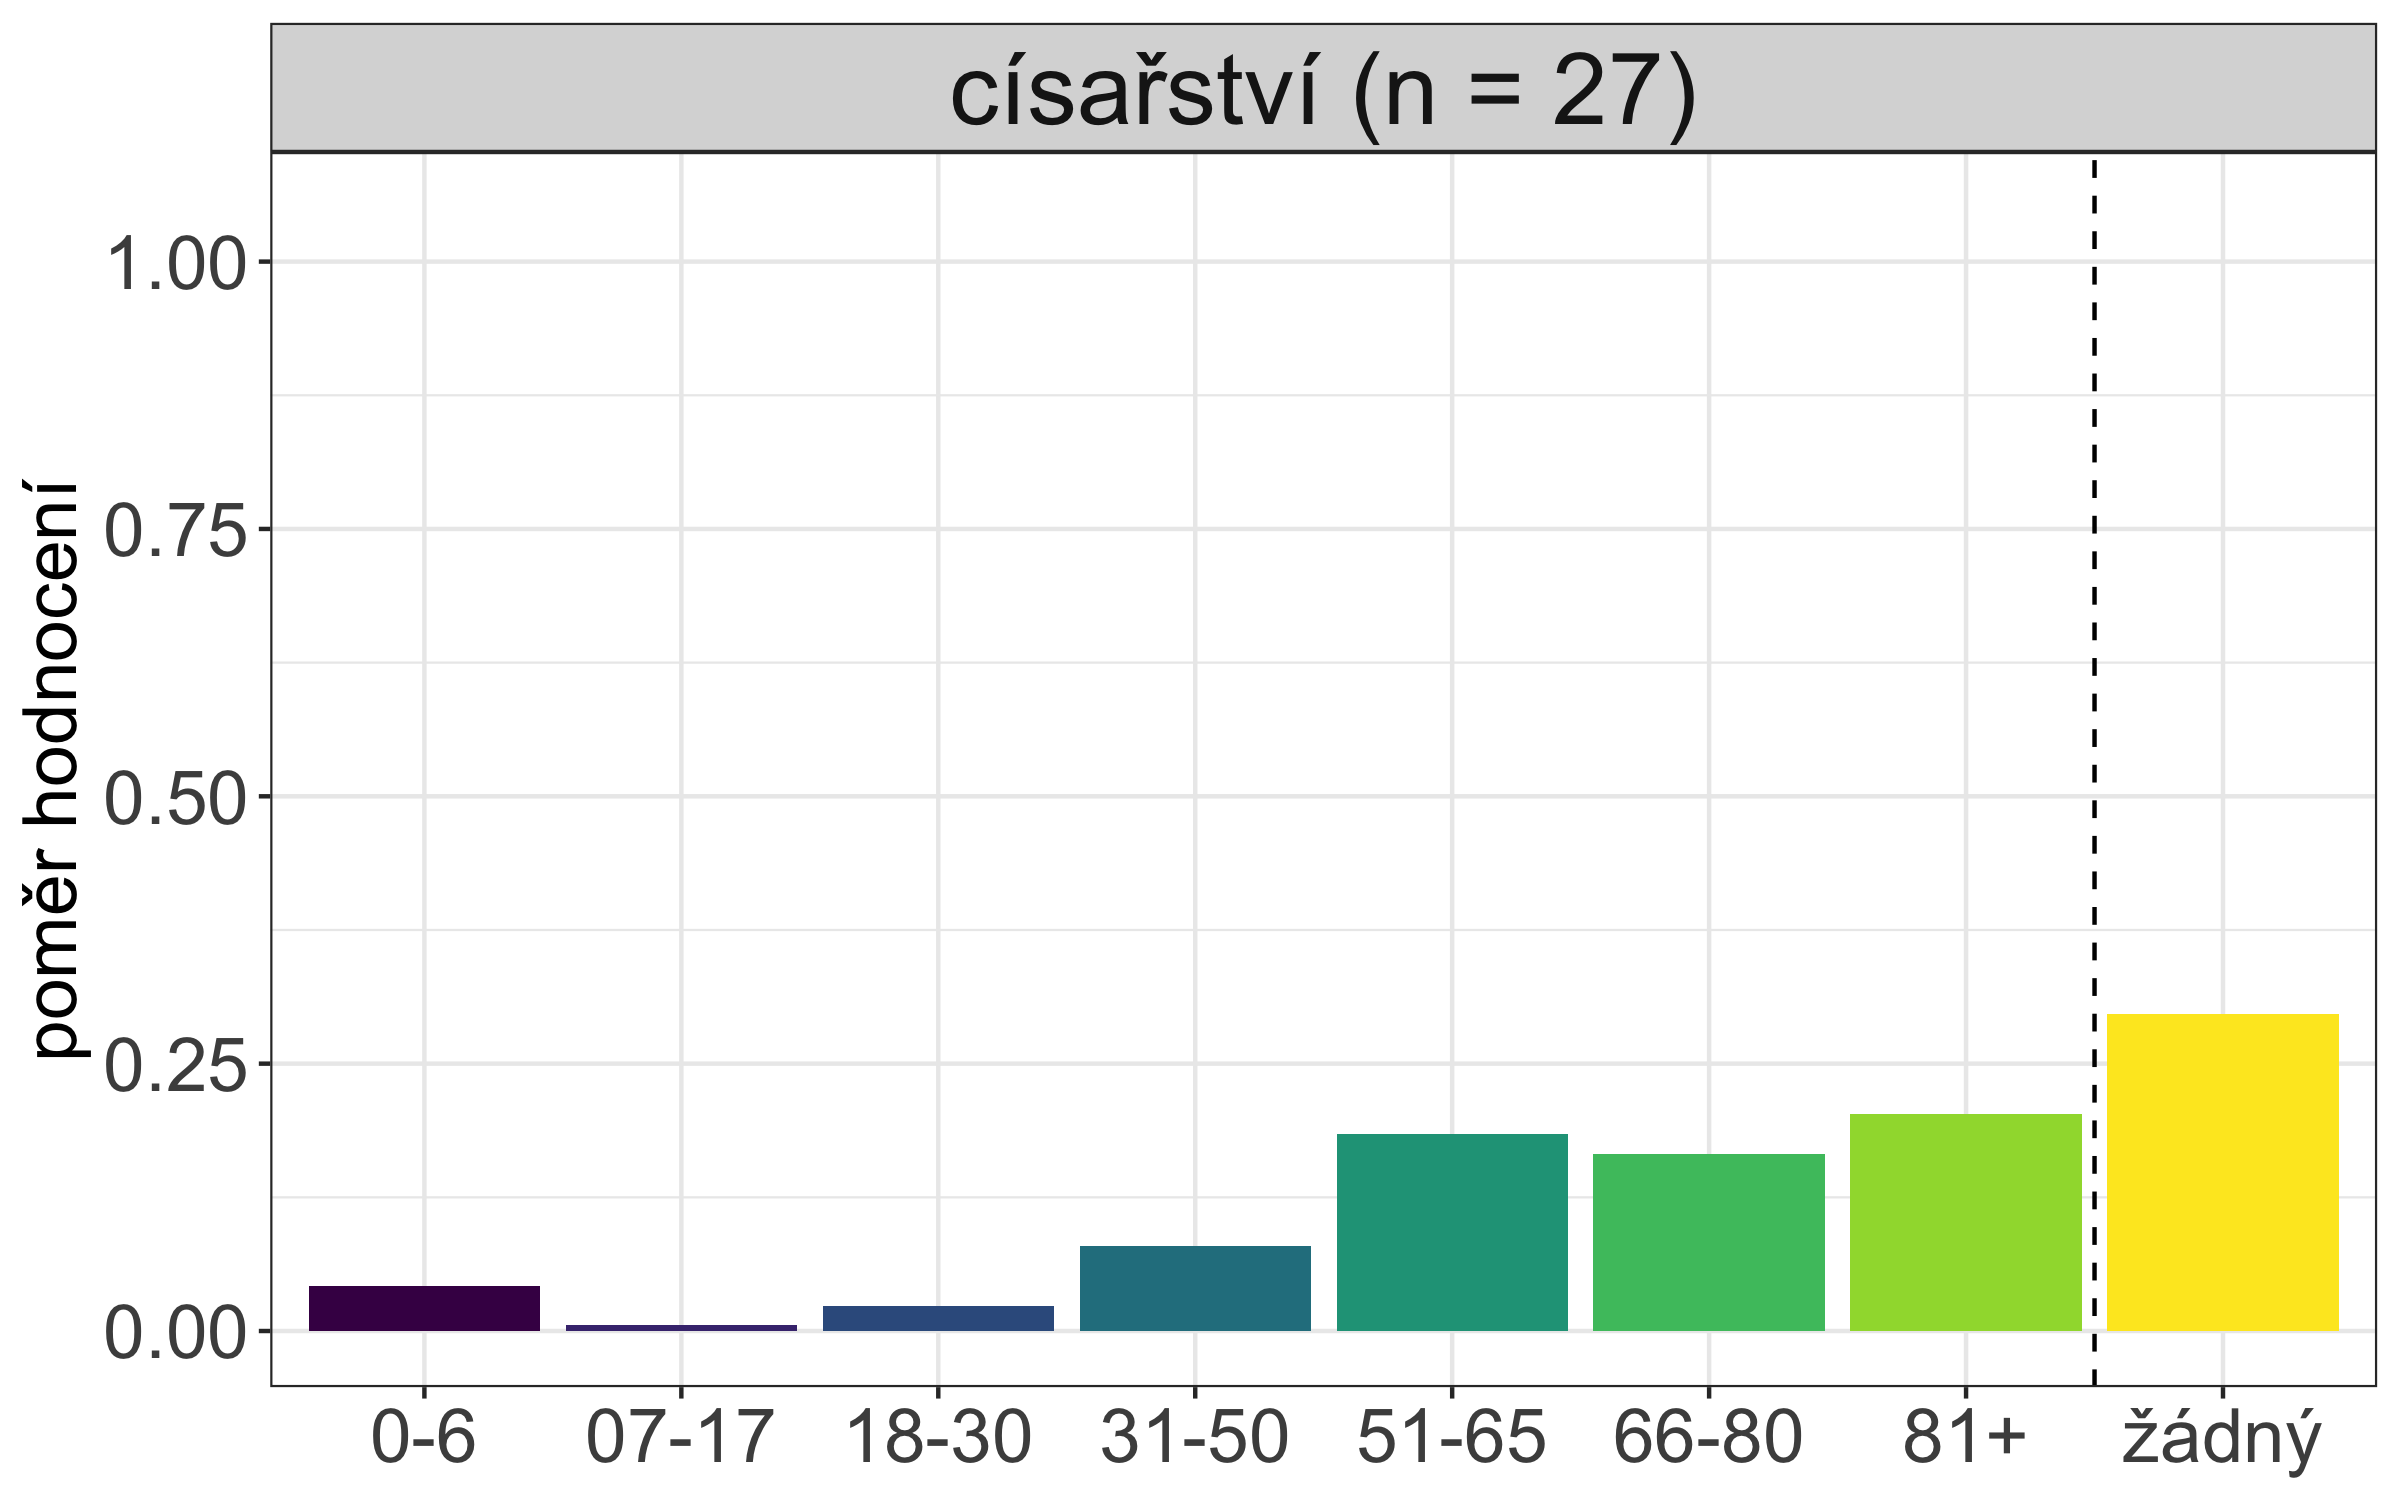 císařství (n = 27)
poměr hodnocení
1.00
0.75
0.50
0.25
0.00
0-6 07-17 18-30 31-50 51-65 66-80 81+ žádný